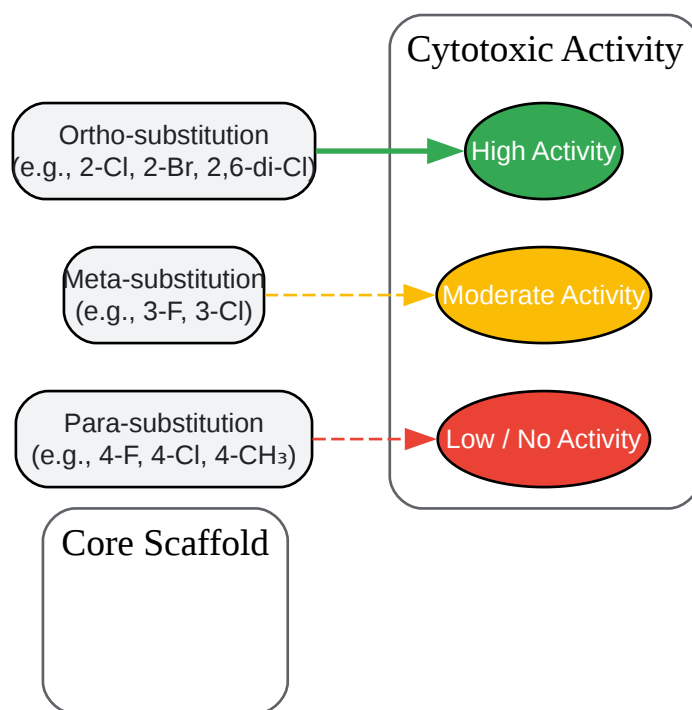 Cytotoxic Activity
Ortho-substitution
(e.g., 2-Cl, 2-Br, 2,6-di-Cl)
High Activity
Meta-substitution
(e.g., 3-F, 3-Cl)
Moderate Activity
Para-substitution
(e.g., 4-F, 4-Cl, 4-CH₃)
Low / No Activity
Core Scaffold